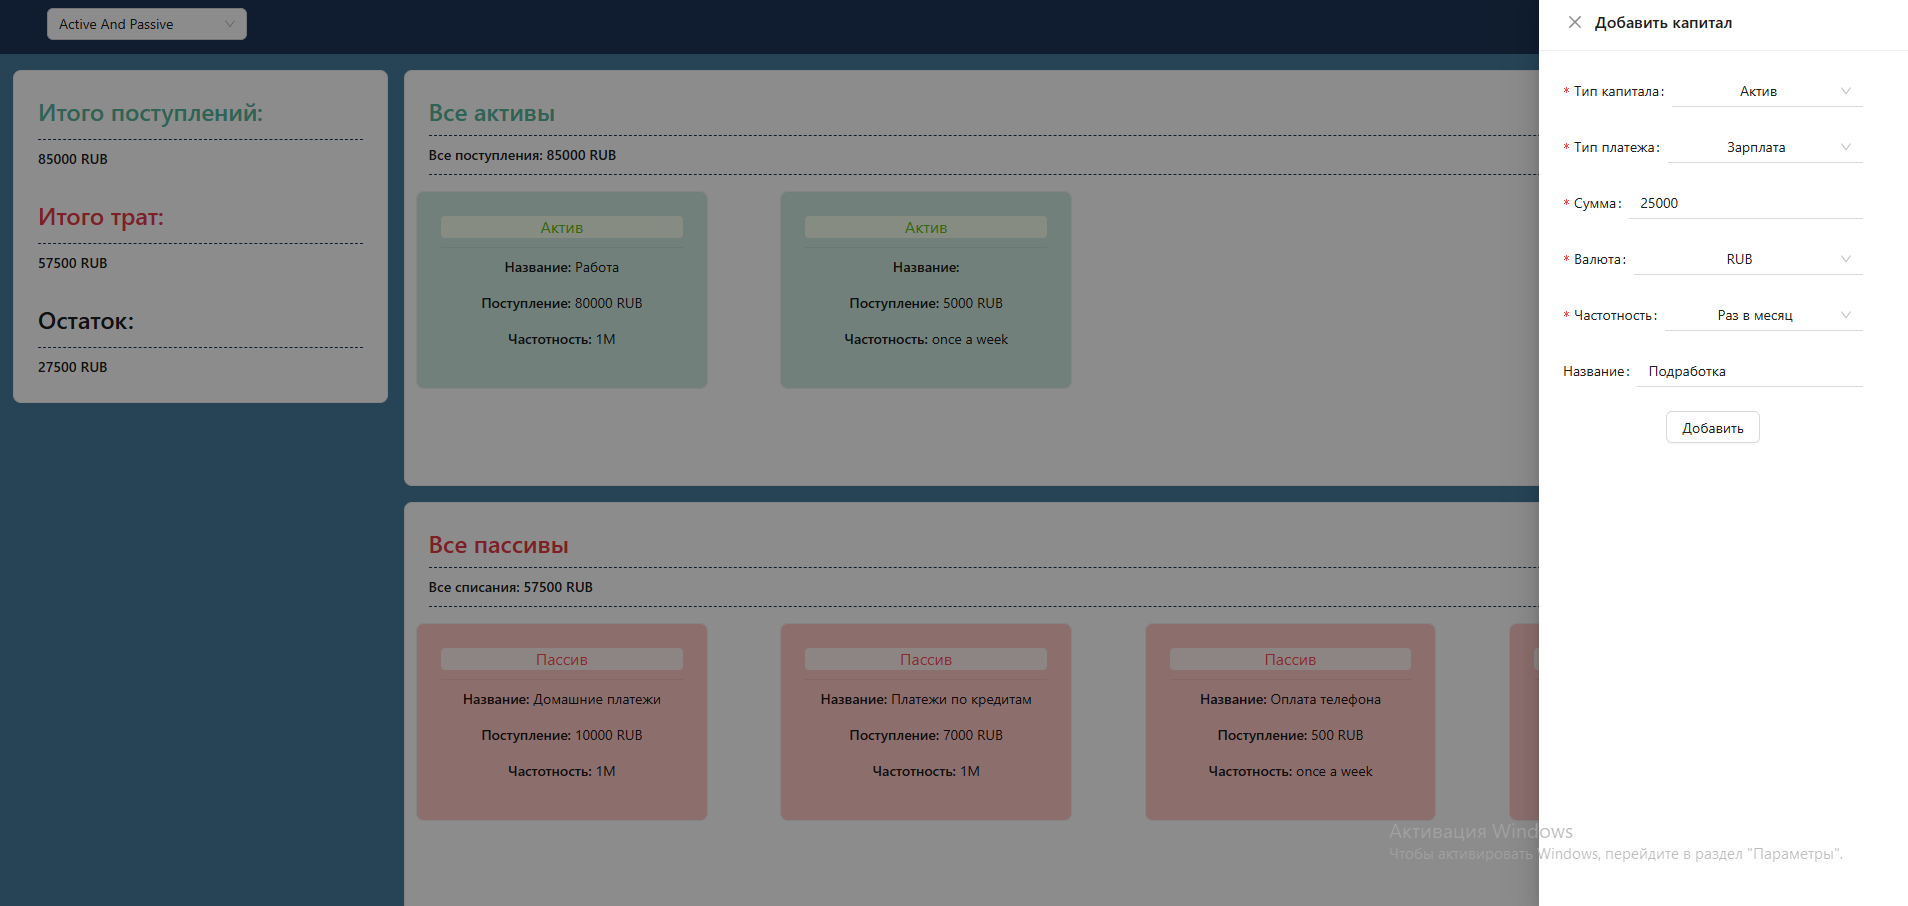 Active And Passive
Итого поступлений:
85000 RUB
Итого трат:
57500 RUB
Остаток:
27500 RUB
Все активы
Все поступления: 85000 RUB
Актив
Название: Работа
Поступление: 80000 RUB
Частотность: 1M
Актив
Название:
Поступление: 5000 RUB
Частотность: once a week
Все пассивы
Все списания: 57500 RUB
Пассив
Название: Домашние платежи
Поступление: 10000 RUB
Частотность: 1M
Пассив
Название: Платежи по кредитам
Поступление: 7000 RUB
Частотность: 1M
Пассив
Название: Оплата телефона
Поступление: 500 RUB
Частотность: once a week
Добавить капитал
* Тип капитала: Актив
* Тип платежа: Зарплата
* Сумма: 25000
* Валюта: RUB
* Частотность: Раз в месяц
Название: Подработка
Добавить
Активация Windows
Чтобы активировать Windows, перейдите в раздел "Параметры".